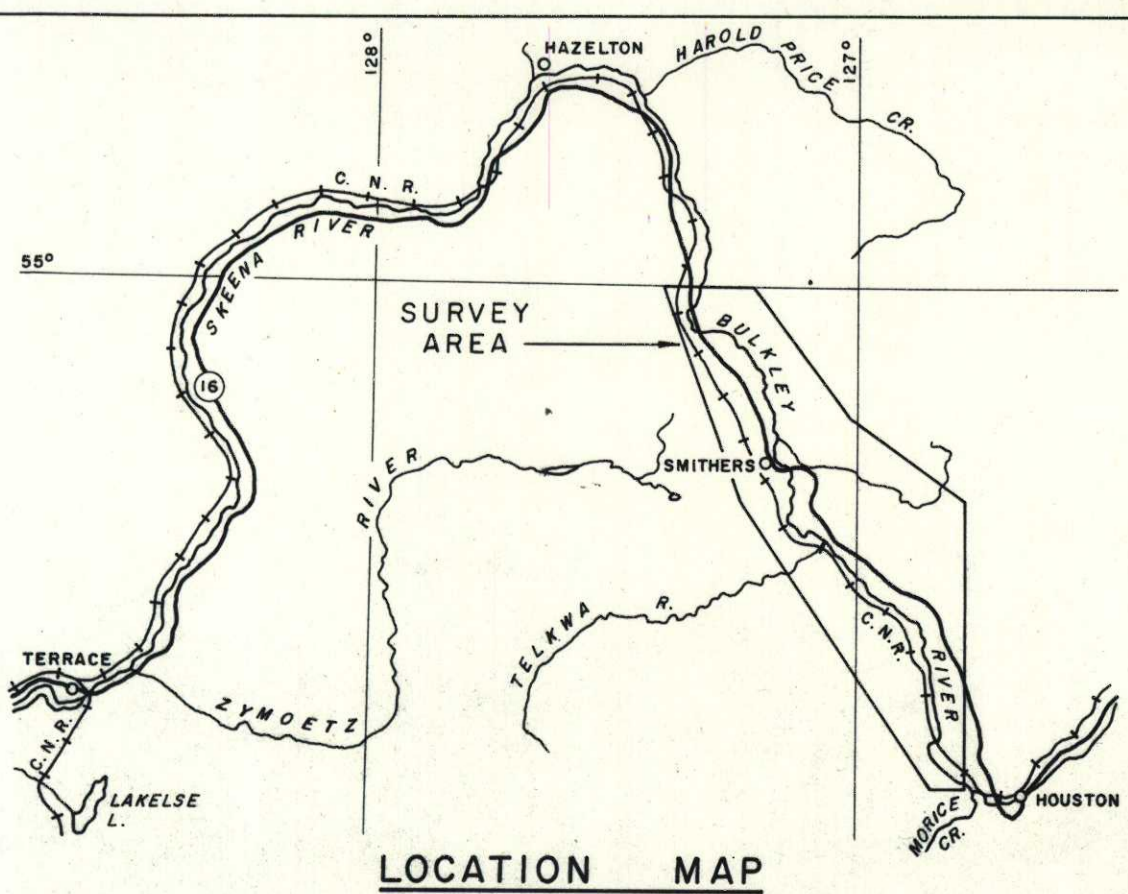 128°
HAZELTON
HAROLD PRICE CR.
127°
C. N. R.
SKEENA RIVER
55°
SURVEY
AREA
BULKLEY RIVER
16
ZYMOETZ RIVER
SMITHERS
TELKWA R.
C.N.R.
TERRACE
C.N.R.
LAKELSE
L.
MORICE
CR.
HOUSTON
LOCATION MAP